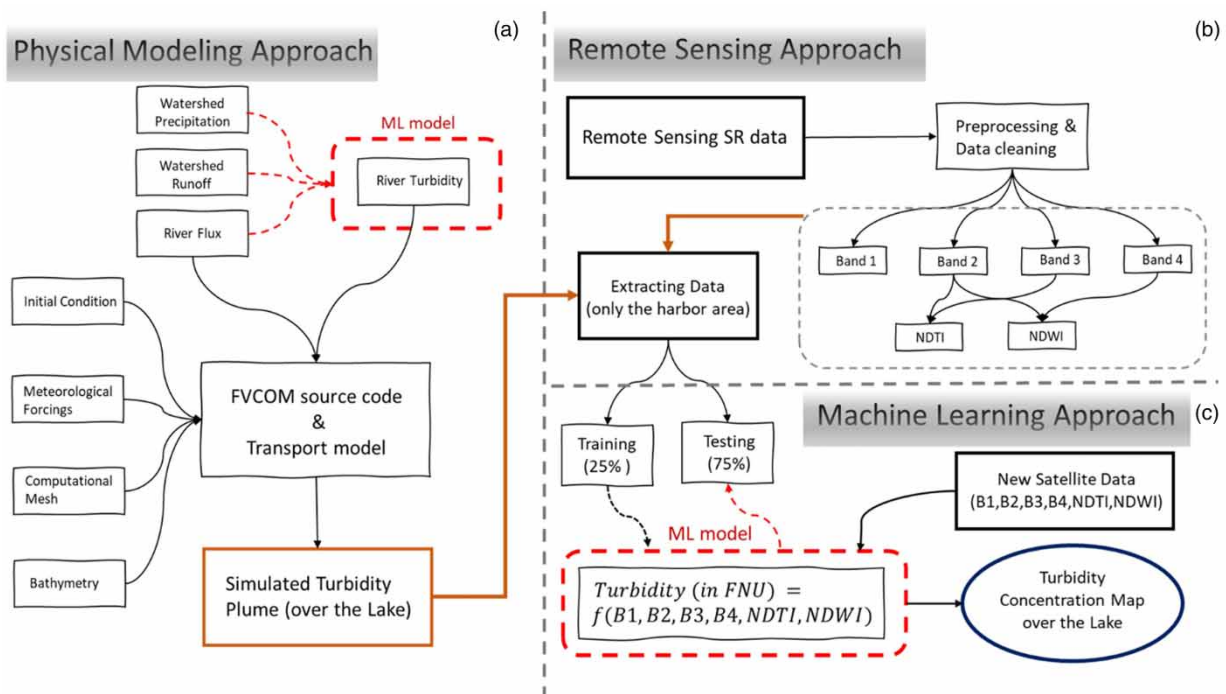 (a)
Physical Modeling Approach
Watershed
Precipitation
Watershed
Runoff
River Flux
ML model
River Turbidity
Initial Condition
Meteorological
Forcings
Computational
Mesh
Bathymetry
FVCOM source code
&
Transport model
Simulated Turbidity
Plume (over the Lake)
(b)
Remote Sensing Approach
Remote Sensing SR data
Preprocessing &
Data cleaning
Band 1
Band 2
Band 3
Band 4
NDTI
NDWI
Extracting Data
(only the harbor area)
(c)
Machine Learning Approach
Training
(25% )
Testing
(75%)
New Satellite Data
(B1,B2,B3,B4,NDTI,NDWI)
ML model
Turbidity (in FNU) =
f(B1, B2, B3, B4, NDTI, NDWI)
Turbidity
Concentration Map
over the Lake